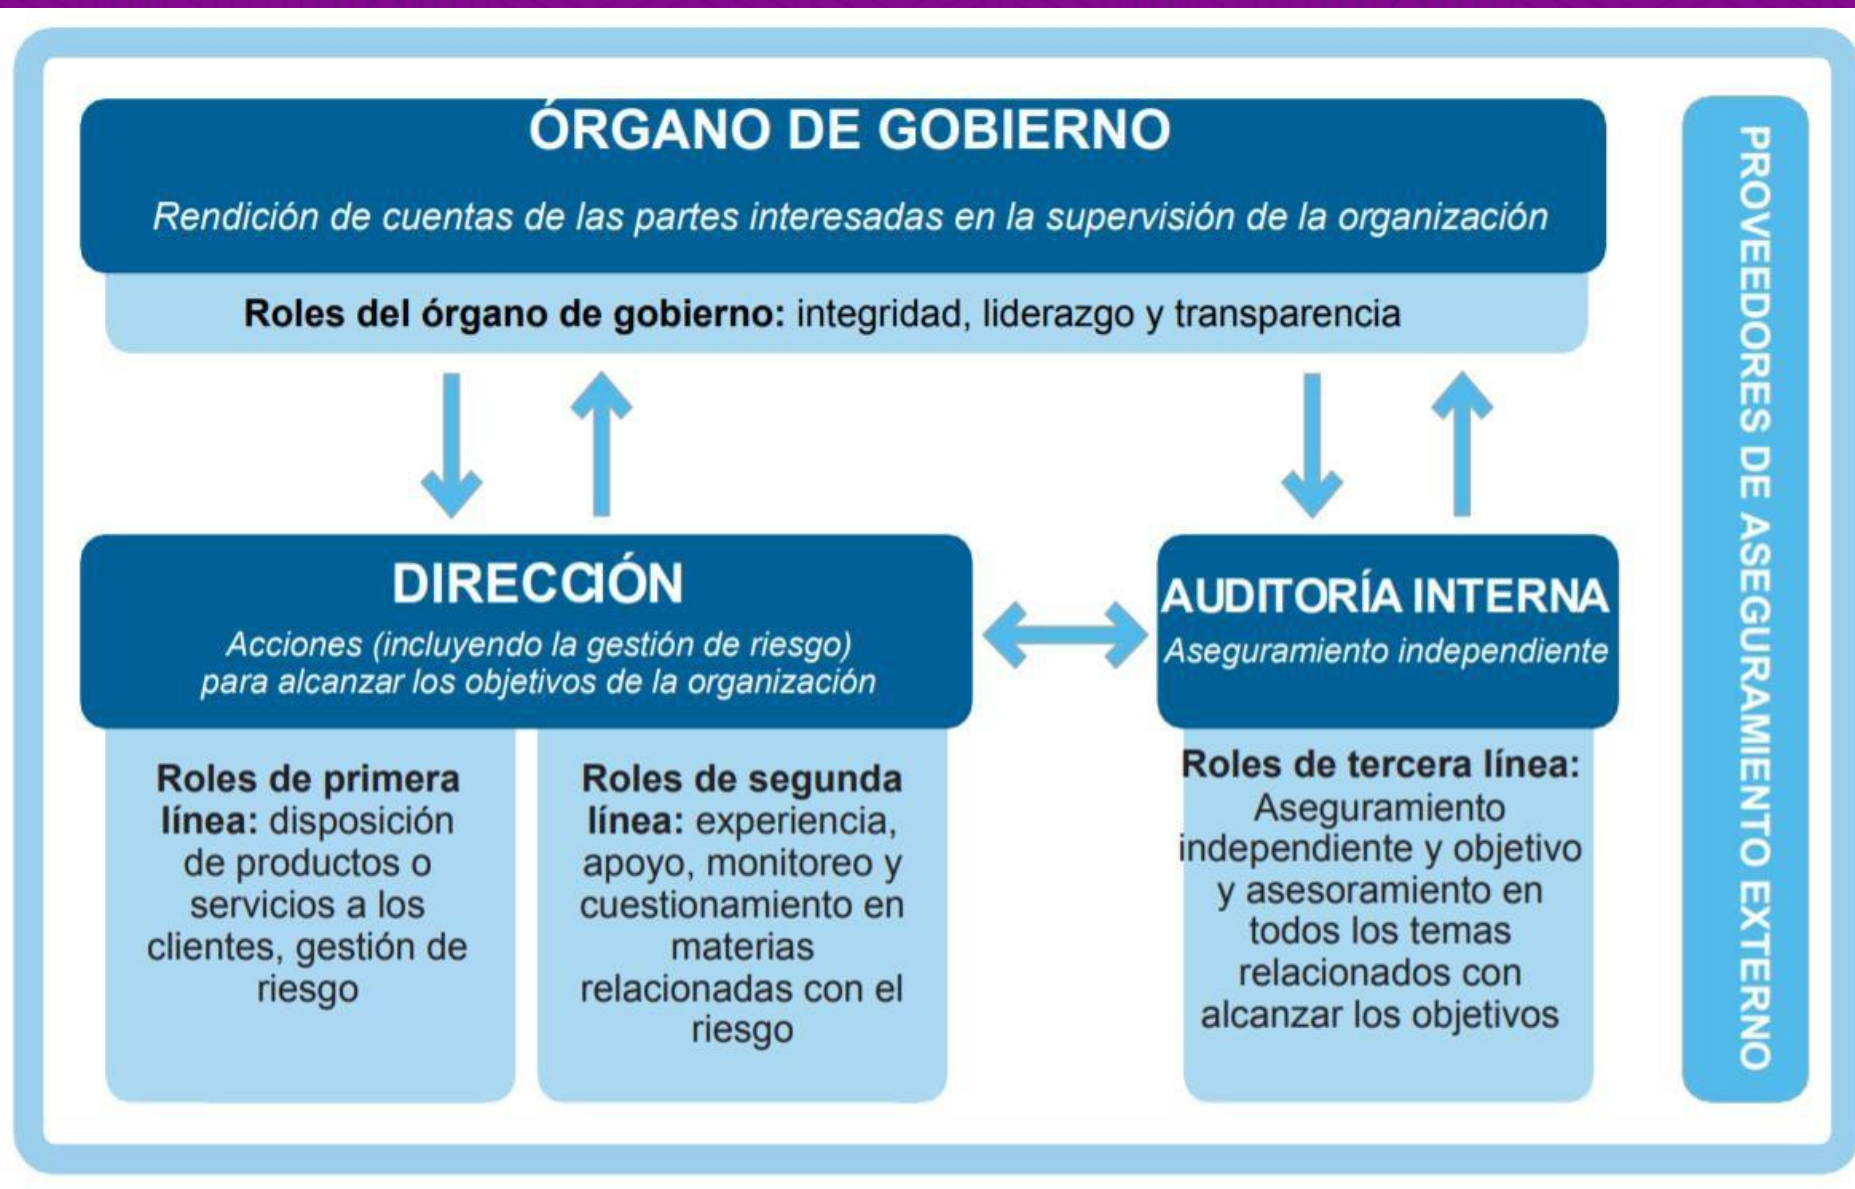 ÓRGANO DE GOBIERNO
Rendición de cuentas de las partes interesadas en la supervisión de la organización
Roles del órgano de gobierno: integridad, liderazgo y transparencia
DIRECCIÓN
Acciones (incluyendo la gestión de riesgo)
para alcanzar los objetivos de la organización
Roles de primera
línea: disposición
de productos o
servicios a los
clientes, gestión de
riesgo
Roles de segunda
línea: experiencia,
apoyo, monitoreo y
cuestionamiento en
materias
relacionadas con el
riesgo
AUDITORÍA INTERNA
Aseguramiento independiente
Roles de tercera línea:
Aseguramiento
independiente y objetivo
y asesoramiento en
todos los temas
relacionados con
alcanzar los objetivos
PROVEEDORES DE ASEGURAMIENTO EXTERNO